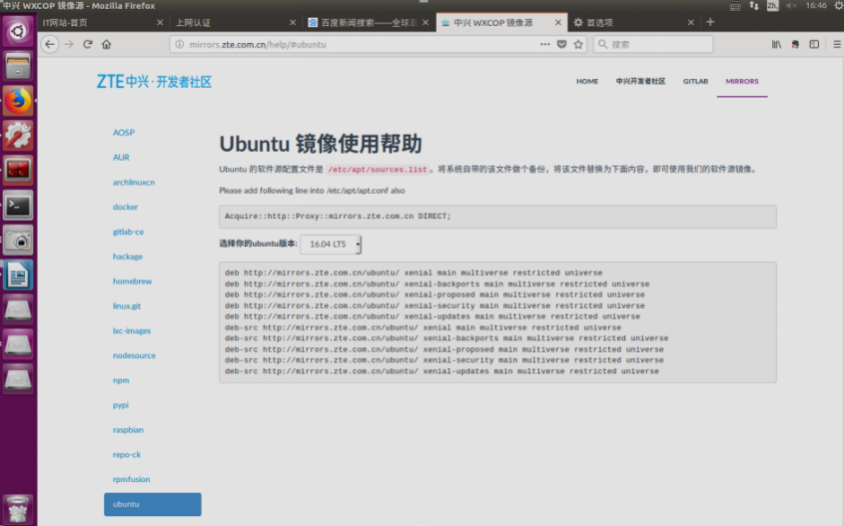 中兴 WXCOP 镜像源 - Mozilla Firefox
Zh
16:46
IT网站-首页
上网认证
百度新闻搜索——全球最
中兴 WXCOP 镜像源
首选项
mirrors.zte.com.cn/help/#ubuntu
搜索
ZTE中兴·开发者社区
HOME
中兴开发者社区
GITLAB
MIRRORS
AOSP
AUR
archlinuxcn
docker
gitlab-ce
hackage
homebrew
linux.git
lxc-images
nodesource
npm
pypi
raspbian
repo-ck
rpmfusion
ubuntu
Ubuntu 镜像使用帮助
Ubuntu 的软件源配置文件是 /etc/apt/sources.list。将系统自带的该文件做个备份，将该文件替换为下面内容，即可使用我们的软件源镜像。
Please add following line into /etc/apt/apt.conf also
Acquire::http::Proxy::mirrors.zte.com.cn DIRECT;
选择你的ubuntu版本: 16.04 LTS
deb http://mirrors.zte.com.cn/ubuntu/ xenial main multiverse restricted universe
deb http://mirrors.zte.com.cn/ubuntu/ xenial-backports main multiverse restricted universe
deb http://mirrors.zte.com.cn/ubuntu/ xenial-proposed main multiverse restricted universe
deb http://mirrors.zte.com.cn/ubuntu/ xenial-security main multiverse restricted universe
deb http://mirrors.zte.com.cn/ubuntu/ xenial-updates main multiverse restricted universe
deb-src http://mirrors.zte.com.cn/ubuntu/ xenial main multiverse restricted universe
deb-src http://mirrors.zte.com.cn/ubuntu/ xenial-backports main multiverse restricted universe
deb-src http://mirrors.zte.com.cn/ubuntu/ xenial-proposed main multiverse restricted universe
deb-src http://mirrors.zte.com.cn/ubuntu/ xenial-security main multiverse restricted universe
deb-src http://mirrors.zte.com.cn/ubuntu/ xenial-updates main multiverse restricted universe